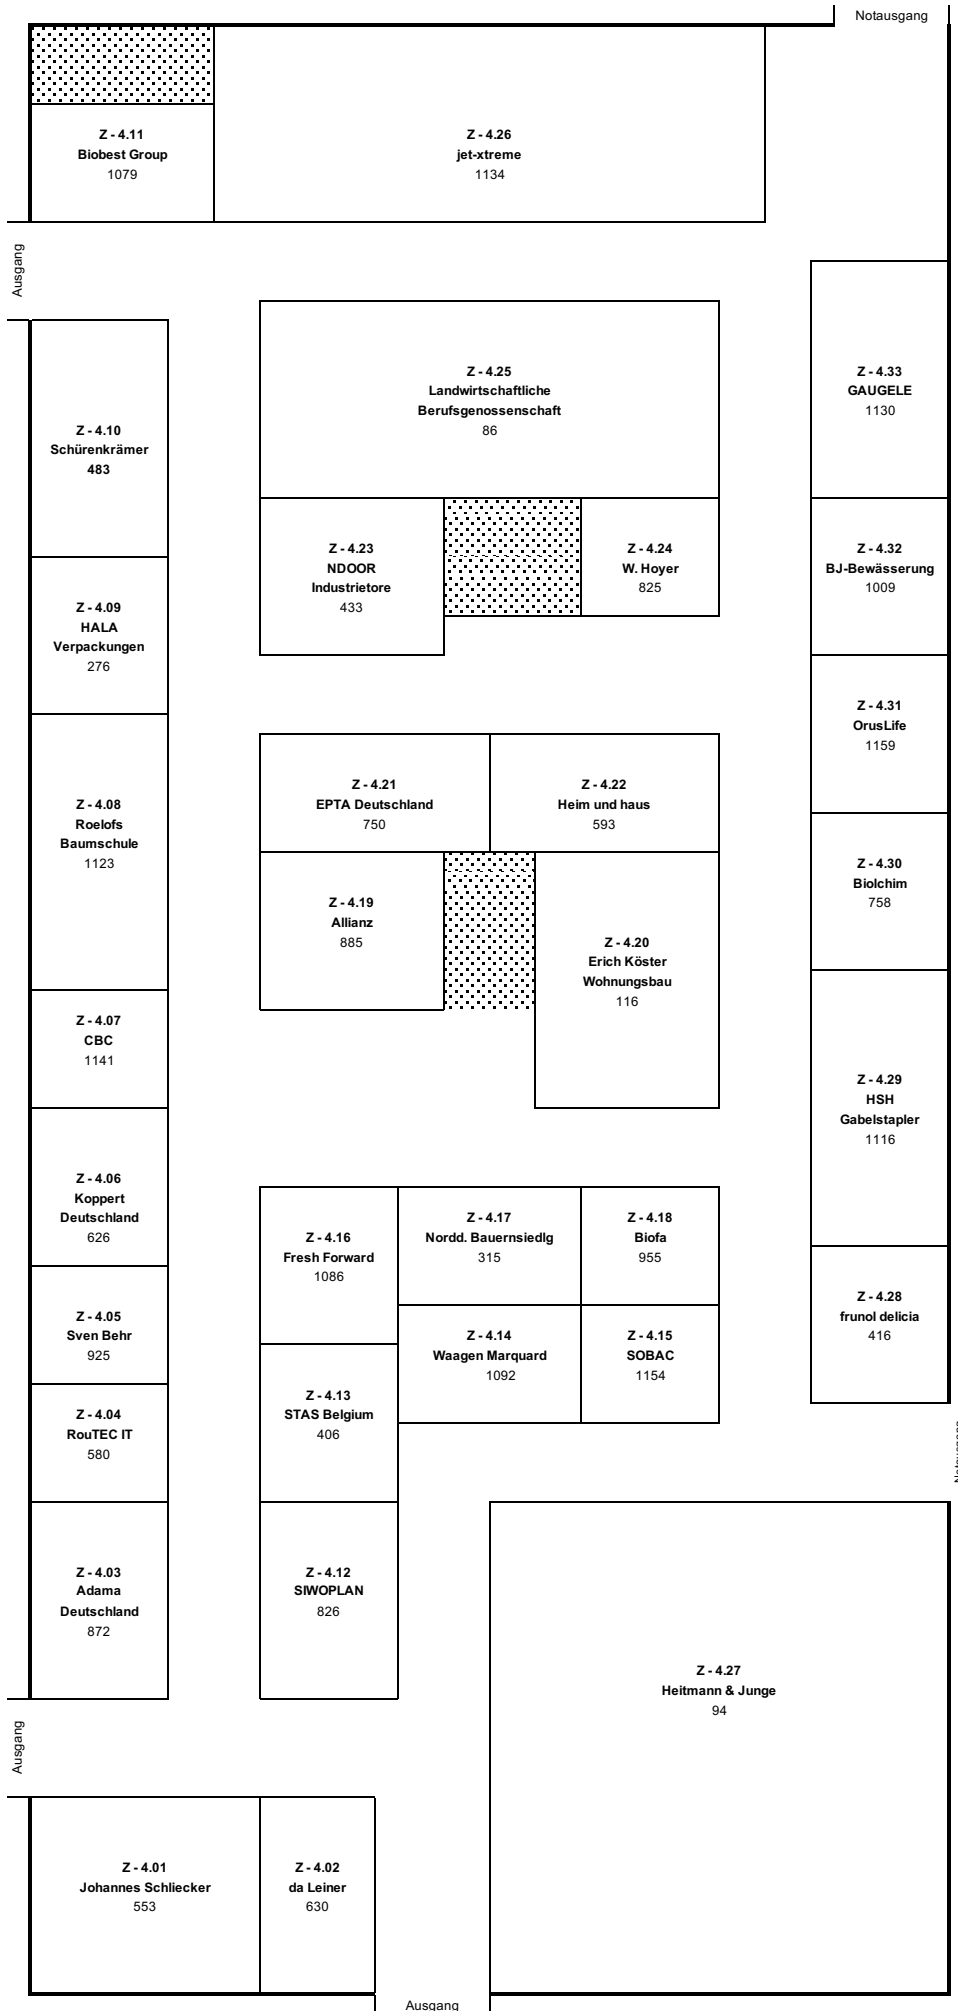 Notausgang
Z - 4.11
Biobest Group
1079
Z - 4.26
jet-xtreme
1134
Ausgang
Z - 4.25
Landwirtschaftliche
Berufsgenossenschaft
86
Z - 4.33
GAUGELE
1130
Z - 4.10
Schürenkrämer
483
Z - 4.23
NDOOR
Industrietore
433
Z - 4.24
W. Hoyer
825
Z - 4.32
BJ-Bewässerung
1009
Z - 4.09
HALA
Verpackungen
276
Z - 4.31
OrusLife
1159
Z - 4.21
EPTA Deutschland
750
Z - 4.22
Heim und haus
593
Z - 4.08
Roelofs
Baumschule
1123
Z - 4.30
Biolchim
758
Z - 4.19
Allianz
885
Z - 4.20
Erich Köster
Wohnungsbau
116
Z - 4.07
CBC
1141
Z - 4.29
HSH
Gabelstapler
1116
Z - 4.06
Koppert
Deutschland
626
Z - 4.16
Fresh Forward
1086
Z - 4.17
Nordd. Bauernsiedlg
315
Z - 4.18
Biofa
955
Z - 4.28
frunol delicia
416
Z - 4.05
Sven Behr
925
Z - 4.14
Waagen Marquard
1092
Z - 4.15
SOBAC
1154
Z - 4.13
STAS Belgium
406
Z - 4.04
RouTEC IT
580
Notausgang
Z - 4.03
Adama
Deutschland
872
Z - 4.12
SIWOPLAN
826
Z - 4.27
Heitmann & Junge
94
Ausgang
Z - 4.01
Johannes Schliecker
553
Z - 4.02
da Leiner
630
Ausgang